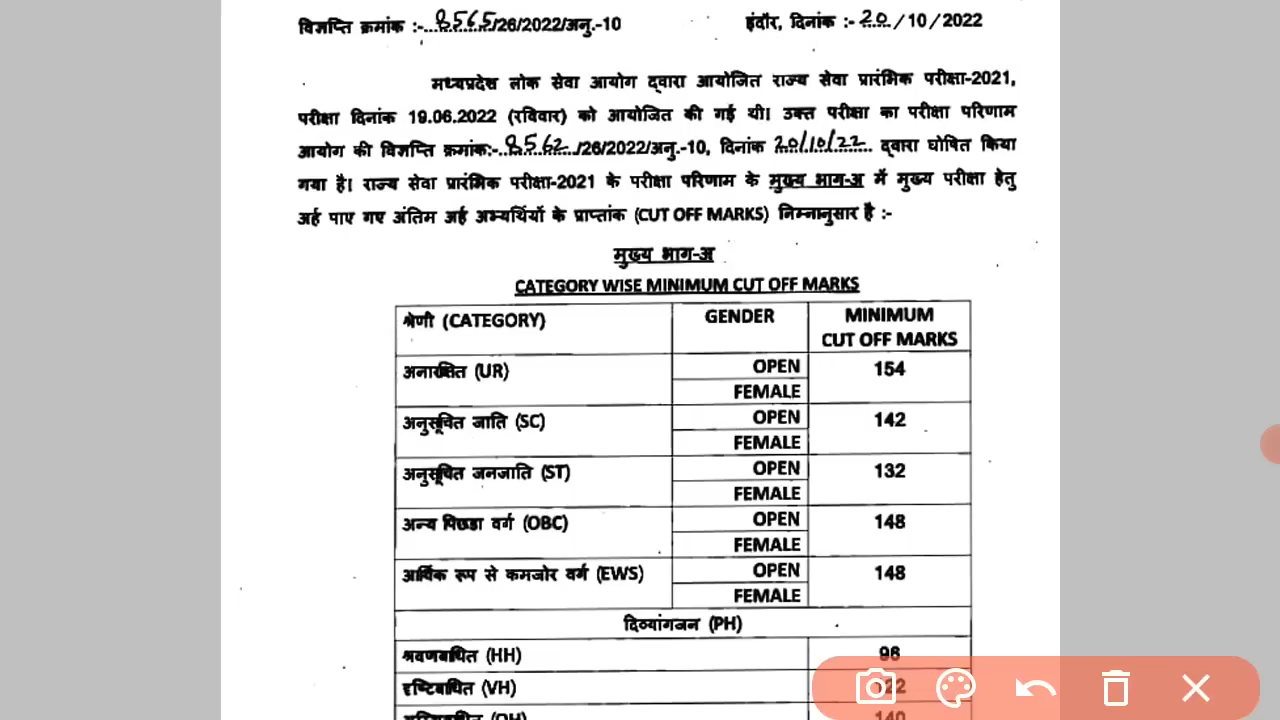 विज्ञप्ति क्रमांक :-..8565../26/2022/अनु.-10 इंदौर, दिनांक :- 20 / 10 / 2022
मध्यप्रदेश लोक सेवा आयोग द्वारा आयोजित राज्य सेवा प्रारंभिक परीक्षा-2021,
परीक्षा दिनांक 19.06.2022 (रविवार) को आयोजित की गई थी। उक्त परीक्षा का परीक्षा परिणाम
आयोग की विज्ञप्ति क्रमांक:-..8562../26/2022/अनु.-10, दिनांक 20/10/22 द्वारा घोषित किया
गया है। राज्य सेवा प्रारंभिक परीक्षा-2021 के परीक्षा परिणाम के मुख्य भाग-अ में मुख्य परीक्षा हेतु
अर्ह पाए गए अंतिम अर्ह अभ्यर्थियों के प्राप्तांक (CUT OFF MARKS) निम्नानुसार है :-
मुख्य भाग-अ
CATEGORY WISE MINIMUM CUT OFF MARKS
श्रेणी (CATEGORY) GENDER MINIMUM
CUT OFF MARKS
अनारक्षित (UR) OPEN 154
FEMALE
अनुसूचित जाति (SC) OPEN 142
FEMALE
अनुसूचित जनजाति (ST) OPEN 132
FEMALE
अन्य पिछडा वर्ग (OBC) OPEN 148
FEMALE
आर्थिक रूप से कमजोर वर्ग (EWS) OPEN 148
FEMALE
दिव्यांगजन (PH)
श्रवणबाधित (HH) 96
दृष्टिबाधित (VH) 122
अस्थिबाधित (OH) 140